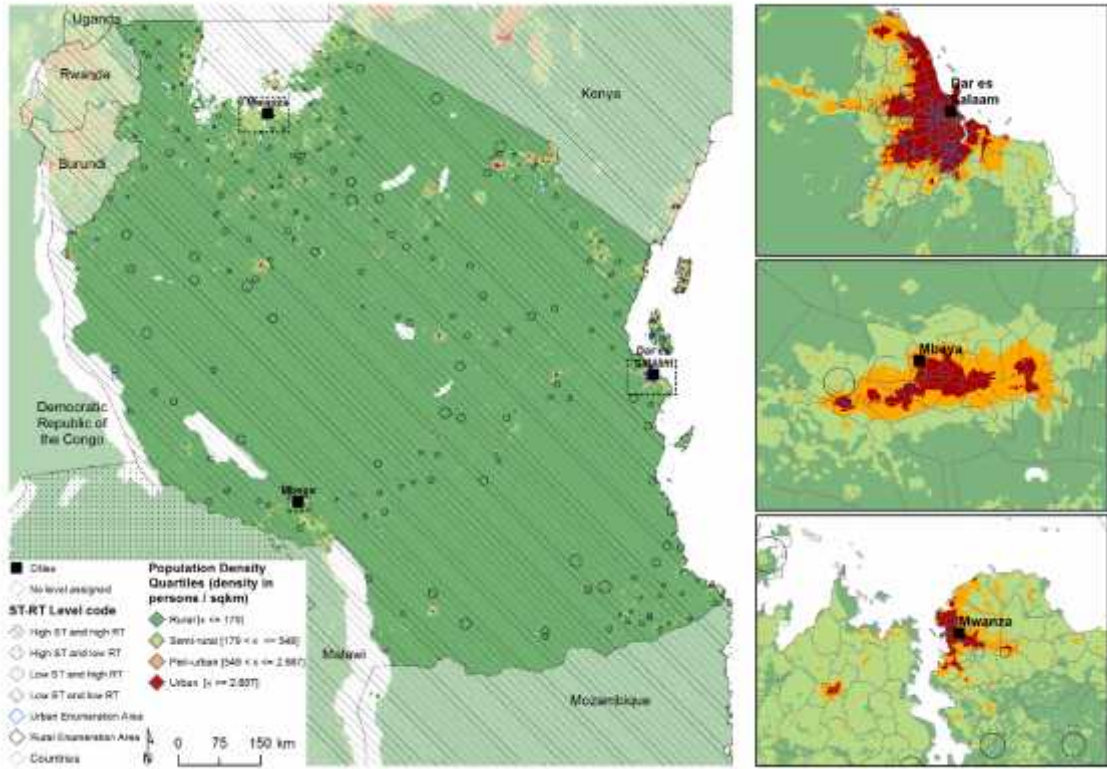 Uganda
Rwanda
Burundi
Mwanza
Kenya
Democratic
Republic of
the Congo
Dar es
Salaam
Mbeya
Malawi
Mozambique
Cities
No level assigned
ST-RT Level code
High ST and high RT
High ST and low RT
Low ST and high RT
Low ST and low RT
Urban Enumeration Area
Rural Enumeration Area
Countries
Population Density
Quartiles (density in
persons / sqkm)
Rural [x <= 179]
Semi-rural [179 < x <= 549]
Peri-urban
Urban
N
0 75 150 km
Dar es
Salaam
Mbeya
Mwanza